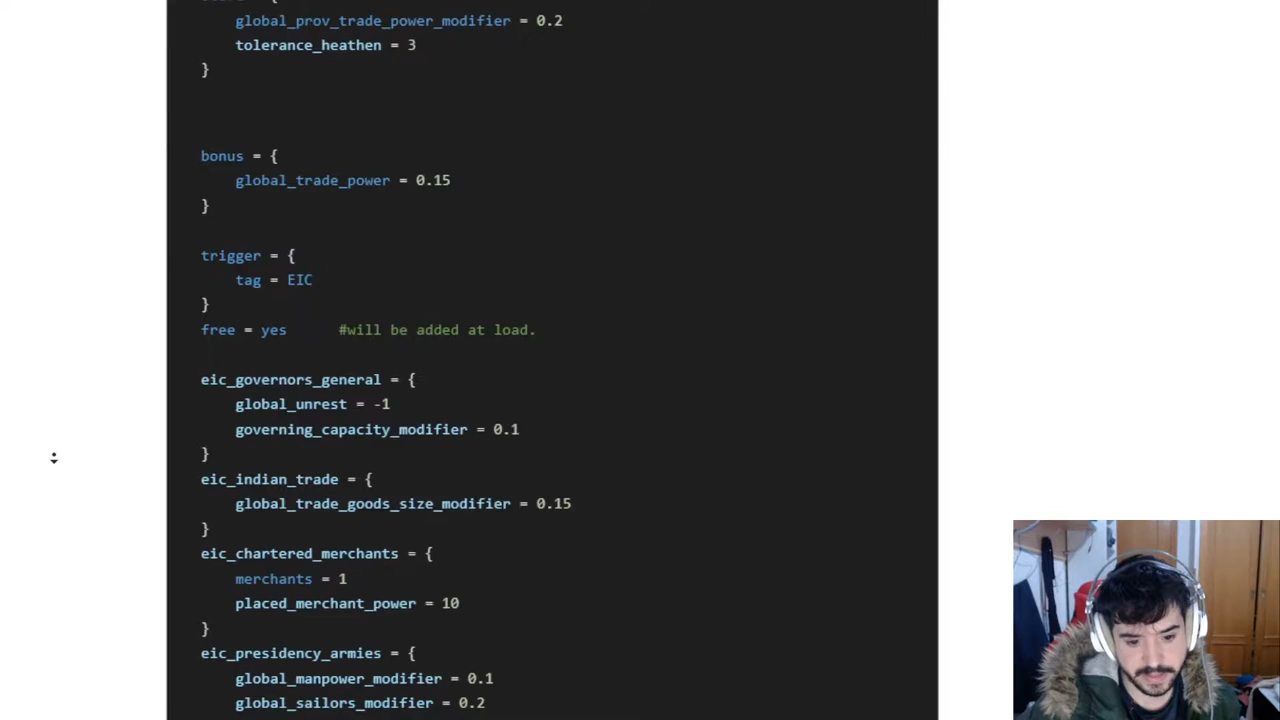 global_prov_trade_power_modifier = 0.2
tolerance_heathen = 3
}
bonus = {
global_trade_power = 0.15
}
trigger = {
tag = EIC
}
free = yes #will be added at load.
eic_governors_general = {
global_unrest = -1
governing_capacity_modifier = 0.1
}
eic_indian_trade = {
global_trade_goods_size_modifier = 0.15
}
eic_chartered_merchants = {
merchants = 1
placed_merchant_power = 10
}
eic_presidency_armies = {
global_manpower_modifier = 0.1
global_sailors_modifier = 0.2